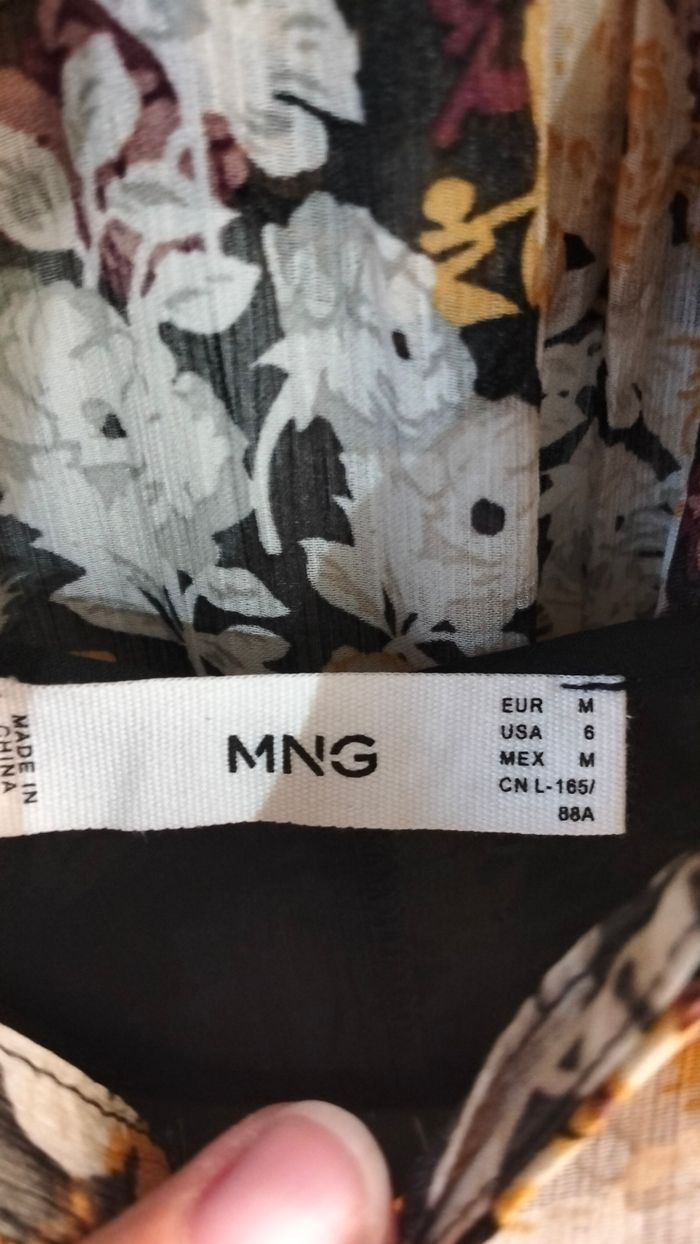 MADE IN
CHINA
MNG
EUR M
USA 6
MEX M
CN L-165/
88A